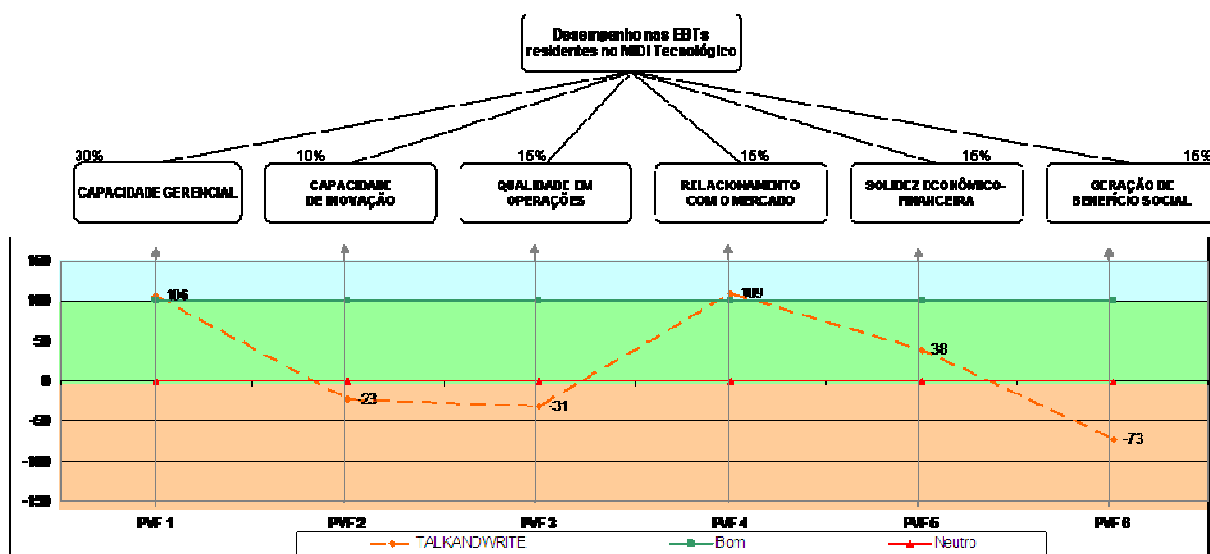 Desempenho nas EBTs
residentes no MIDI Tecnológico
30%
10%
15%
15%
15%
15%
CAPACIDADE GERENCIAL
CAPACIDADE
DE INOVAÇÃO
QUALIDADE EM
OPERAÇÕES
RELACIONAMENTO
COM O MERCADO
SOLIDEZ ECONÔMICO-
FINANCEIRA
GERAÇÃO DE
BENEFÍCIO SOCIAL
150
100
50
0
-50
-100
-150
106
-23
-31
109
38
-73
PVF 1
PVF 2
PVF 3
PVF 4
PVF 5
PVF 6
TALKANDWRITE
Bom
Neutro